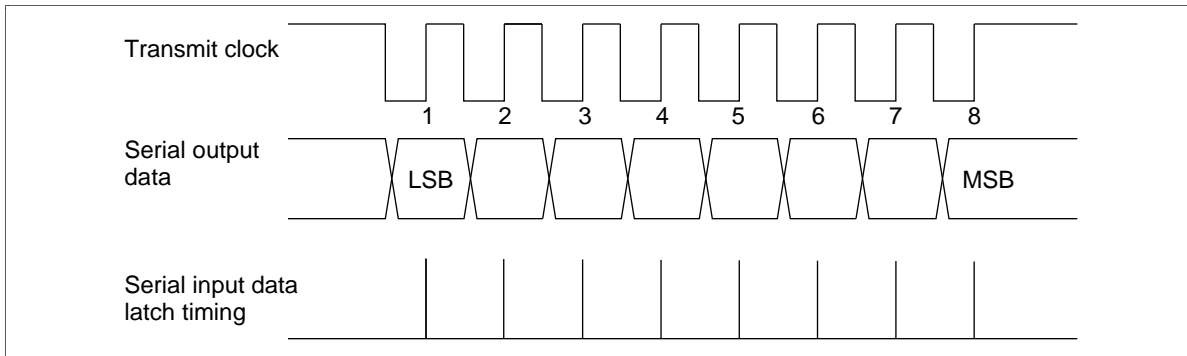 Transmit clock
1 2 3 4 5 6 7 8
Serial output
data
LSB
MSB
Serial input data
latch timing